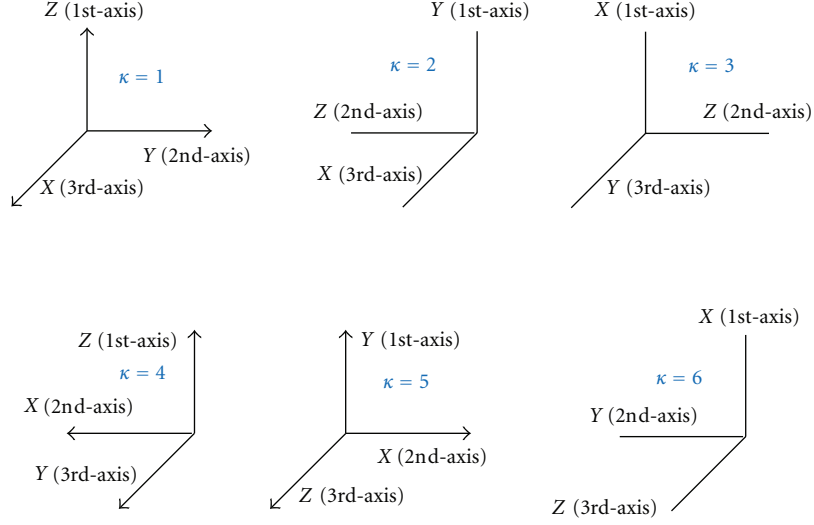 Z (1st-axis)
κ = 1
Y (2nd-axis)
X (3rd-axis)
Y (1st-axis)
κ = 2
Z (2nd-axis)
X (3rd-axis)
X (1st-axis)
κ = 3
Z (2nd-axis)
Y (3rd-axis)
Z (1st-axis)
κ = 4
X (2nd-axis)
Y (3rd-axis)
Y (1st-axis)
κ = 5
X (2nd-axis)
Z (3rd-axis)
X (1st-axis)
κ = 6
Y (2nd-axis)
Z (3rd-axis)